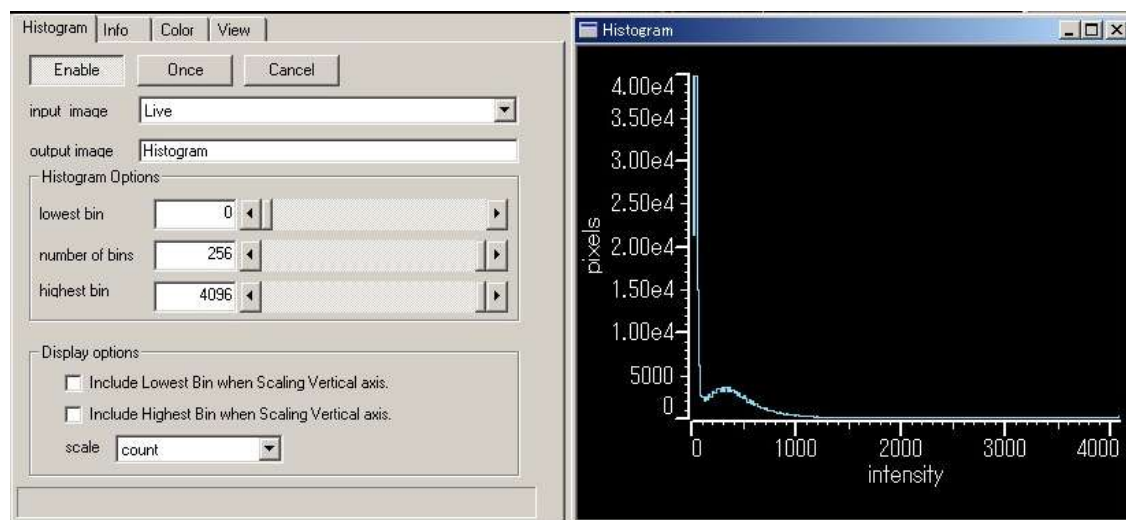 Histogram Info Color View
Enable Once Cancel
input image Live
output image Histogram
Histogram Options
lowest bin 0
number of bins 256
highest bin 4096
Display options
Include Lowest Bin when Scaling Vertical axis.
Include Highest Bin when Scaling Vertical axis.
scale count
Histogram
4.00e4
3.50e4
3.00e4
2.50e4
2.00e4
1.50e4
1.00e4
5000
0
pixels
0 1000 2000 3000 4000
intensity